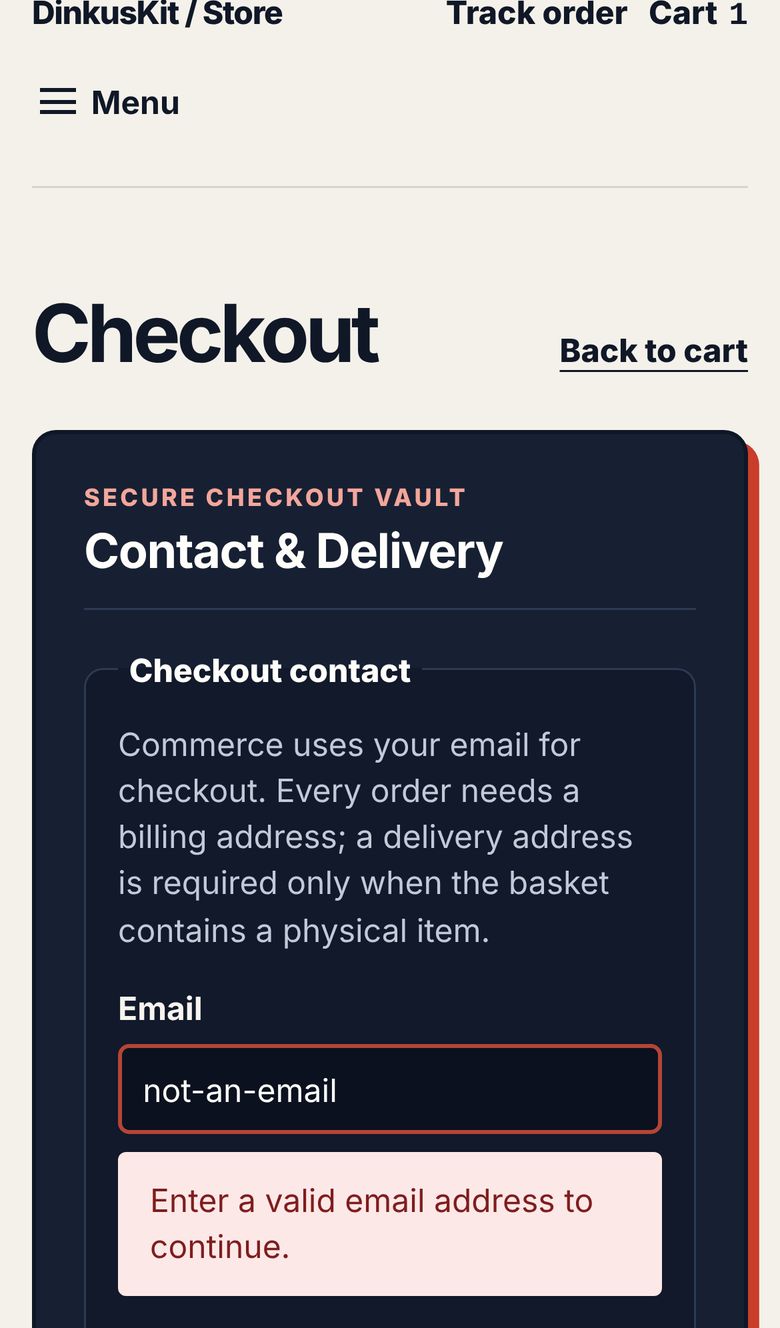 DinkusKit / Store
Track order
Cart 1
Menu
Checkout
Back to cart
SECURE CHECKOUT VAULT
Contact & Delivery
Checkout contact
Commerce uses your email for
checkout. Every order needs a
billing address; a delivery address
is required only when the basket
contains a physical item.
Email
not-an-email
Enter a valid email address to
continue.